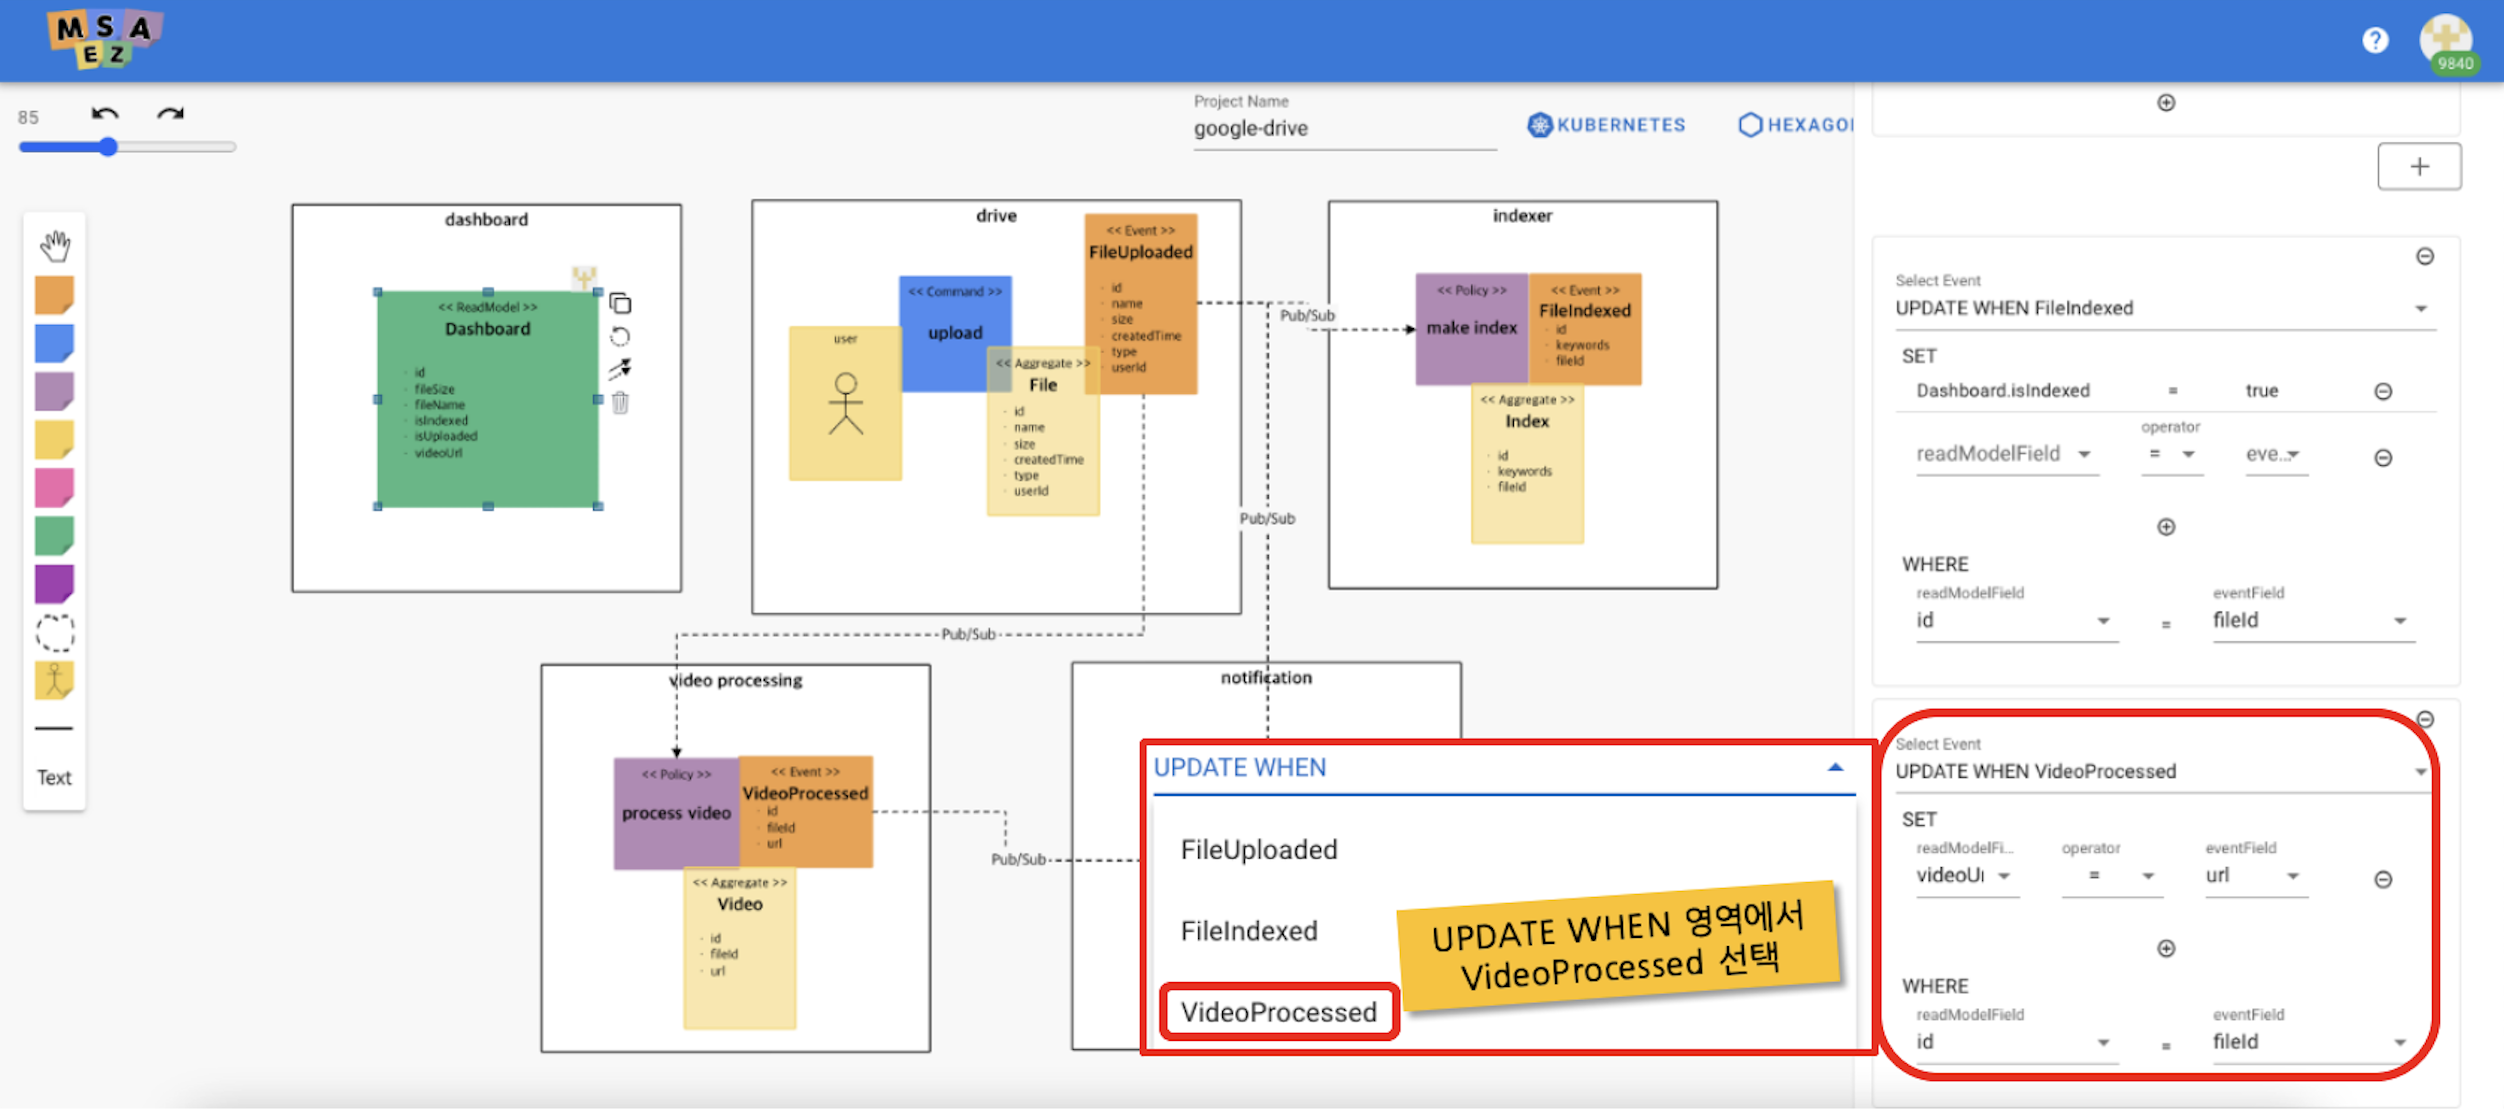 M S A
E Z
9840
85
Project Name
google-drive
KUBERNETES
dashboard
<< ReadModel >>
Dashboard
id
fileSize
fileName
isIndexed
isUploaded
videoUrl
drive
<< Event >>
FileUploaded
id
name
size
createdTime
type
userId
<< Command >>
upload
user
<< Aggregate >>
File
id
name
size
createdTime
type
userId
Pub/Sub
indexer
<< Policy >>
make index
<< Event >>
FileIndexed
id
keywords
fileId
<< Aggregate >>
Index
id
keywords
fileId
Pub/Sub
Pub/Sub
video processing
<< Policy >>
process video
<< Event >>
VideoProcessed
id
fileId
url
<< Aggregate >>
Video
id
fileId
url
Pub/Sub
notification
Text
UPDATE WHEN
FileUploaded
FileIndexed
VideoProcessed
UPDATE WHEN 영역에서
VideoProcessed 선택
Select Event
UPDATE WHEN FileIndexed
SET
Dashboard.isIndexed = true
operator
readModelField = eve...
WHERE
readModelField eventField
id = fileId
Select Event
UPDATE WHEN VideoProcessed
SET
readModelFi... operator eventField
= url
WHERE
readModelField eventField
id = fileId